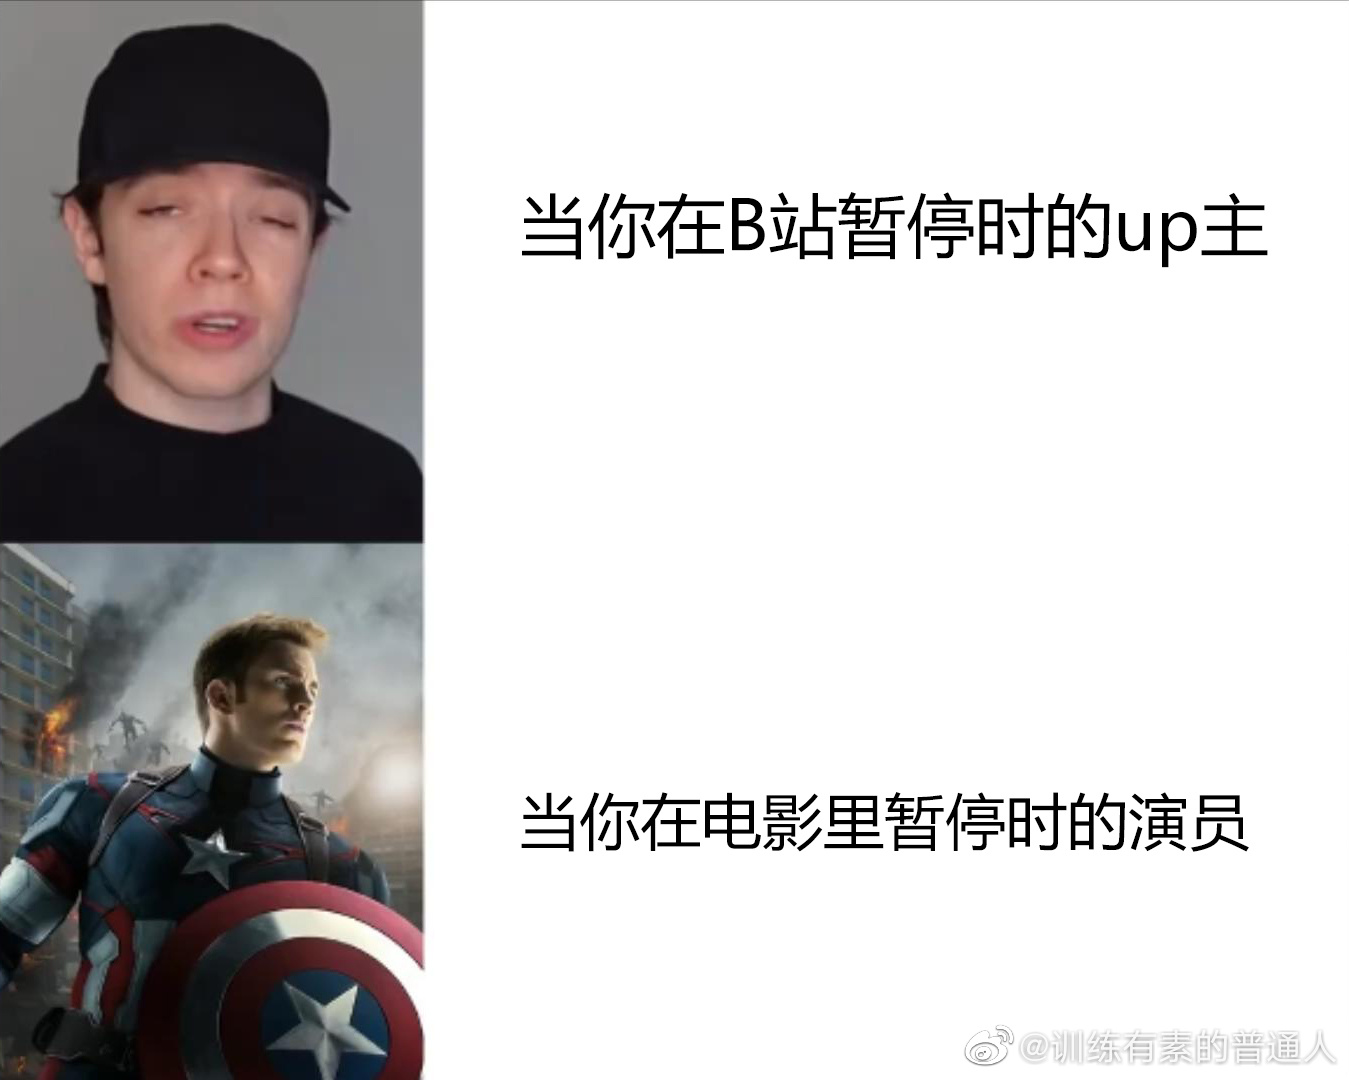 当你在B站暂停时的up主
当你在电影里暂停时的演员
@训练有素的普通人